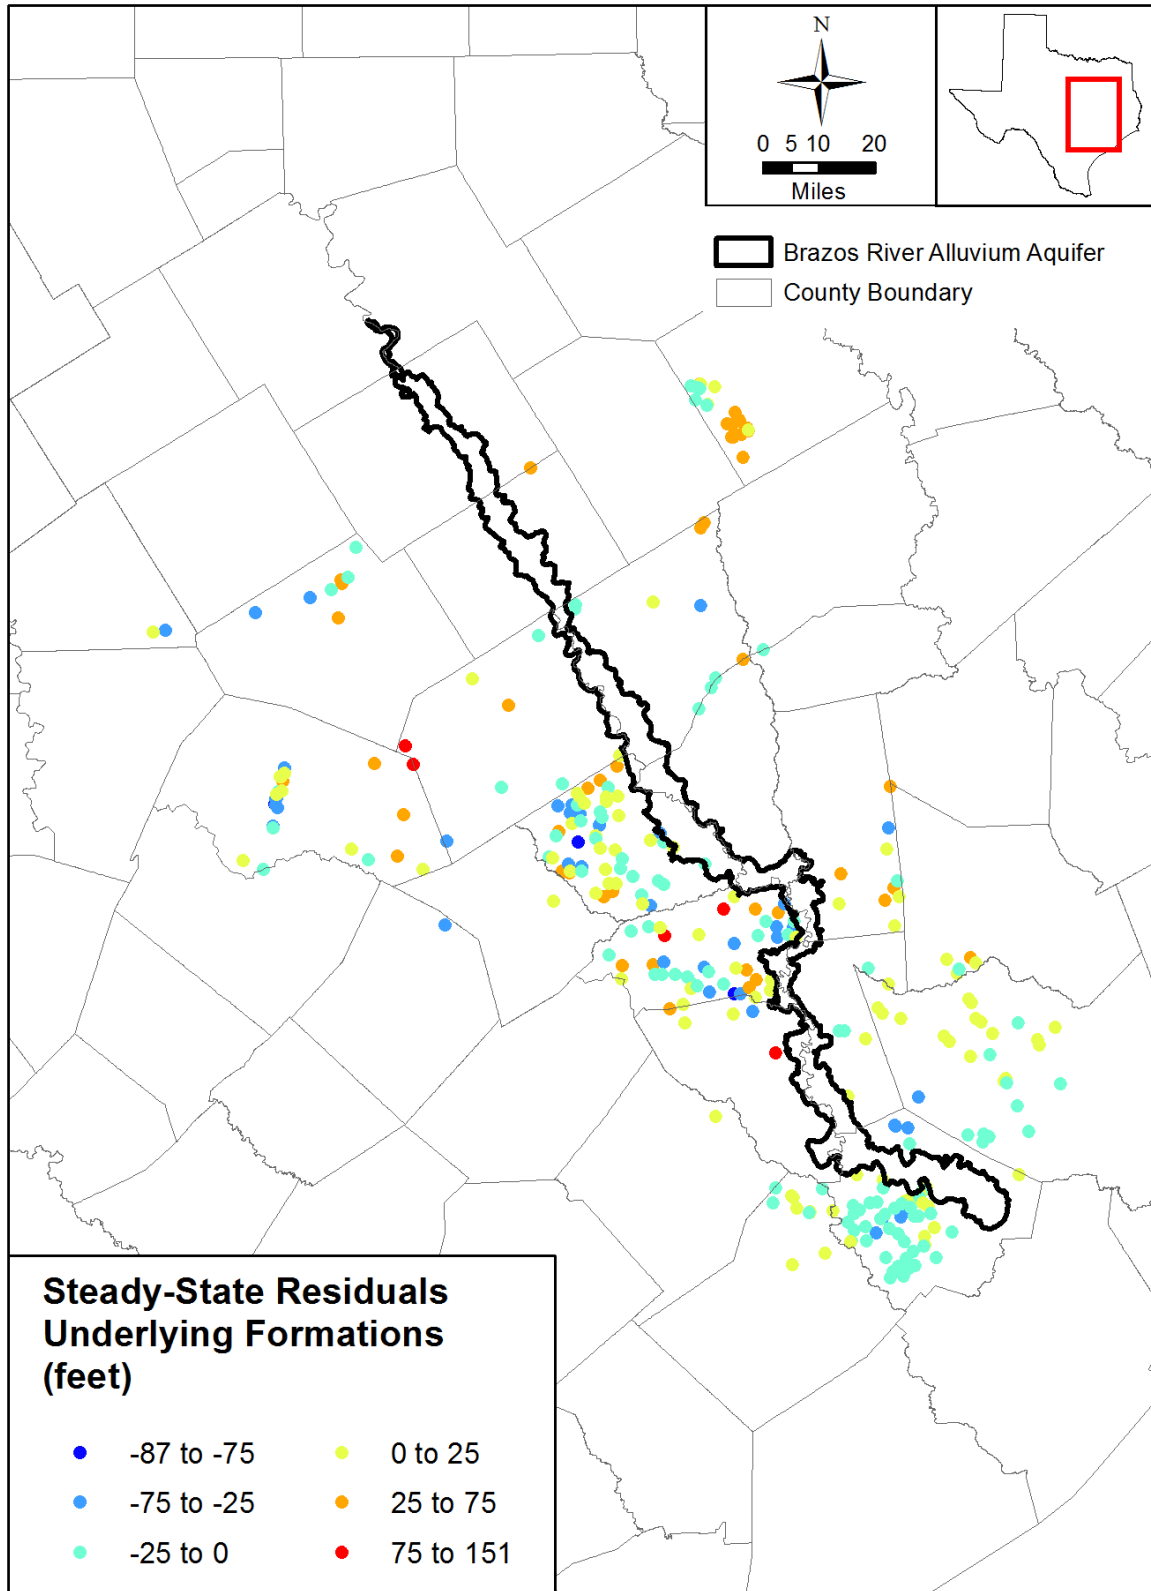 N
0 5 10 20
Miles
Brazos River Alluvium Aquifer
County Boundary
Steady-State Residuals
Underlying Formations
(feet)
-87 to -75
-75 to -25
-25 to 0
0 to 25
25 to 75
75 to 151